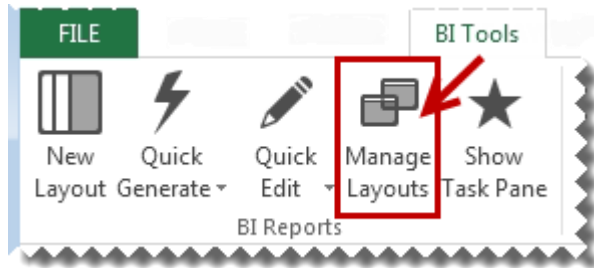 FILE
BI Tools
New Layout
Quick Generate
Quick Edit
Manage Layouts
Show Task Pane
BI Reports